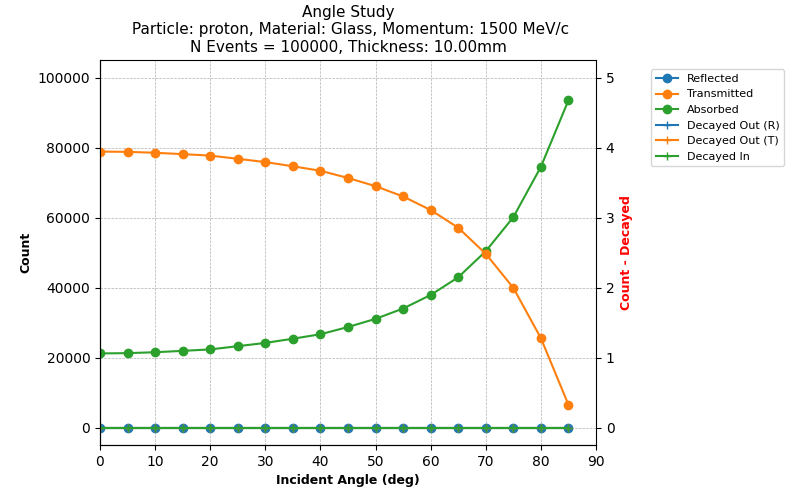 Angle Study
Particle: proton, Material: Glass, Momentum: 1500 MeV/c
N Events = 100000, Thickness: 10.00mm
100000
80000
60000
40000
20000
0
Count
5
4
3
2
1
0
Count - Decayed
Reflected
Transmitted
Absorbed
Decayed Out (R)
Decayed Out (T)
Decayed In
0 10 20 30 40 50 60 70 80 90
Incident Angle (deg)